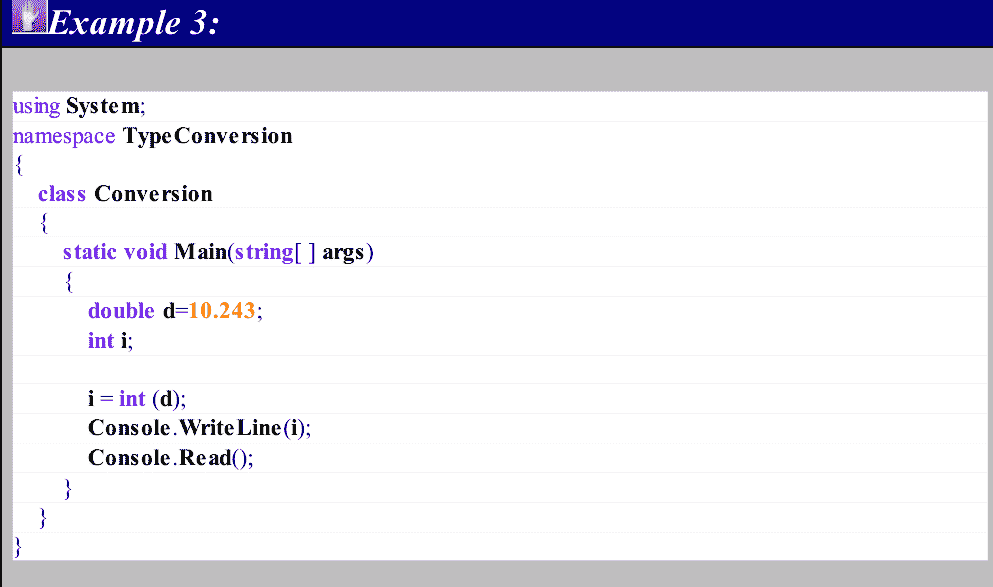 Example 3:
using System;
namespace TypeConversion
{
class Conversion
{
static void Main(string[ ] args)
{
double d=10.243;
int i;
i = int (d);
Console.WriteLine(i);
Console.Read();
}
}
}